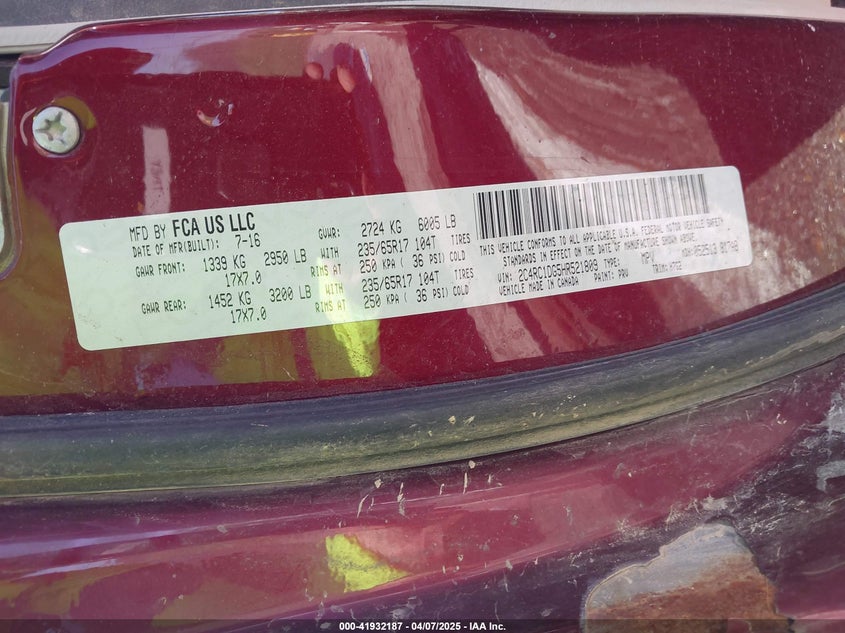 MFD BY FCA US LLC
DATE OF MFR(BUILT): 7-16
GVWR: 2724 KG 6005 LB
GAWR FRONT: 1339 KG 2950 LB WITH 235/65R17 104T TIRES
17X7.0 RIMS AT 250 KPA ( 36 PSI) COLD
GAWR REAR: 1452 KG 3200 LB WITH 235/65R17 104T TIRES
17X7.0 RIMS AT 250 KPA ( 36 PSI) COLD
THIS VEHICLE CONFORMS TO ALL APPLICABLE U.S.A. FEDERAL MOTOR VEHICLE SAFETY
STANDARDS IN EFFECT ON THE DATE OF MANUFACTURE SHOWN ABOVE.
VIN: 2C4RC1DG5HR521809 TYPE: MPV
MADE IN CANADA PAINT: PRV TRIM:
000-41932187 - 04/07/2025 - IAA Inc.